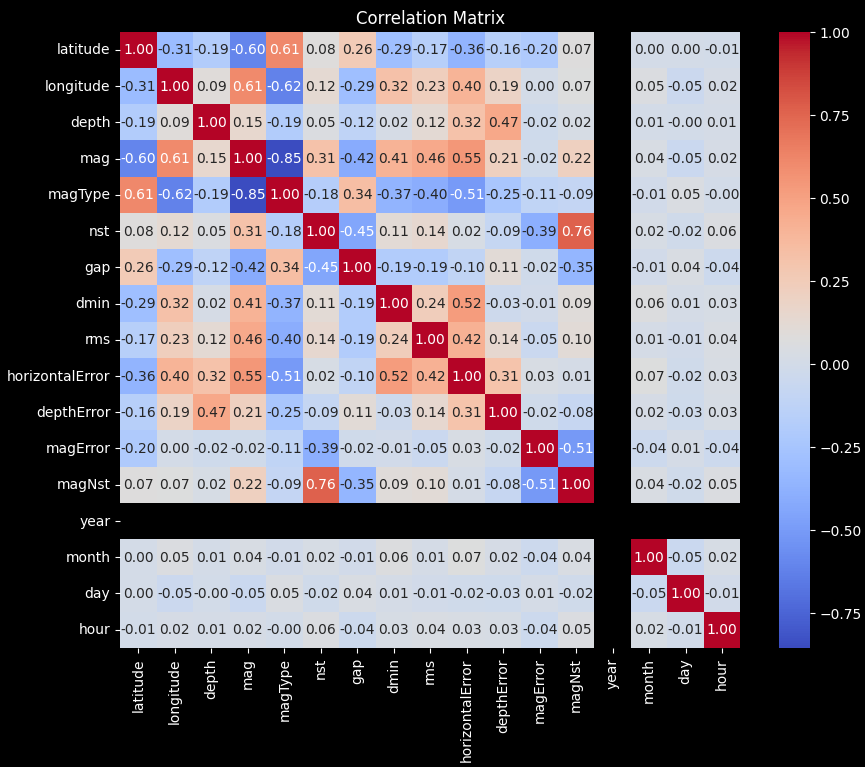 Correlation Matrix
latitude 1.00 -0.31 -0.19 -0.60 0.61 0.08 0.26 -0.29 -0.17 -0.36 -0.16 -0.20 0.07 0.00 0.00 -0.01
longitude -0.31 1.00 0.09 0.61 -0.62 0.12 -0.29 0.32 0.23 0.40 0.19 0.00 0.07 0.05 -0.05 0.02
depth -0.19 0.09 1.00 0.15 -0.19 0.05 -0.12 0.02 0.12 0.32 0.47 -0.02 0.02 0.01 -0.00 0.01
mag -0.60 0.61 0.15 1.00 -0.85 0.31 -0.42 0.41 0.46 0.55 0.21 -0.02 0.22 0.04 -0.05 0.02
magType 0.61 -0.62 -0.19 -0.85 1.00 -0.18 0.34 -0.37 -0.40 -0.51 -0.25 -0.11 -0.09 -0.01 0.05 -0.00
nst 0.08 0.12 0.05 0.31 -0.18 1.00 -0.45 0.11 0.14 0.02 -0.09 -0.39 0.76 0.02 -0.02 0.06
gap 0.26 -0.29 -0.12 -0.42 0.34 -0.45 1.00 -0.19 -0.19 -0.10 0.11 -0.02 -0.35 -0.01 0.04 -0.04
dmin -0.29 0.32 0.02 0.41 -0.37 0.11 -0.19 1.00 0.24 0.52 -0.03 -0.01 0.09 0.06 0.01 0.03
rms -0.17 0.23 0.12 0.46 -0.40 0.14 -0.19 0.24 1.00 0.42 0.14 -0.05 0.10 0.01 -0.01 0.04
horizontalError -0.36 0.40 0.32 0.55 -0.51 0.02 -0.10 0.52 0.42 1.00 0.31 0.03 0.01 0.07 -0.02 0.03
depthError -0.16 0.19 0.47 0.21 -0.25 -0.09 0.11 -0.03 0.14 0.31 1.00 -0.02 -0.08 0.02 -0.03 0.03
magError -0.20 0.00 -0.02 -0.02 -0.11 -0.39 -0.02 -0.01 -0.05 0.03 -0.02 1.00 -0.51 -0.04 0.01 -0.04
magNst 0.07 0.07 0.02 0.22 -0.09 0.76 -0.35 0.09 0.10 0.01 -0.08 -0.51 1.00 0.04 -0.02 0.05
year
month 0.00 0.05 0.01 0.04 -0.01 0.02 -0.01 0.06 0.01 0.07 0.02 -0.04 0.04 1.00 -0.05 0.02
day 0.00 -0.05 -0.00 -0.05 0.05 -0.02 0.04 0.01 -0.01 -0.02 -0.03 0.01 -0.02 -0.05 1.00 -0.01
hour -0.01 0.02 0.01 0.02 -0.00 0.06 -0.04 0.03 0.04 0.03 0.03 -0.04 0.05 0.02 -0.01 1.00
latitude longitude depth mag magType nst gap dmin rms horizontalError depthError magError magNst year month day hour
1.00
0.75
0.50
0.25
0.00
−0.25
−0.50
−0.75